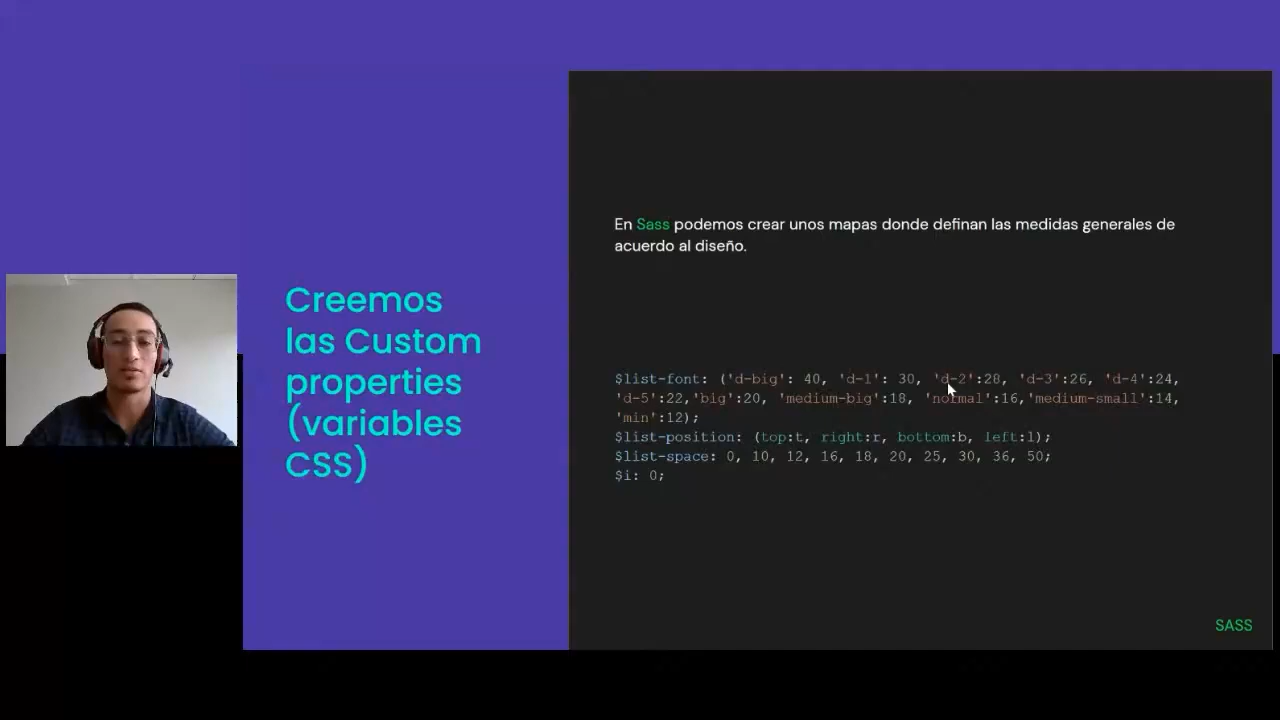 Creemos
las Custom
properties
(variables
CSS)
En Sass podemos crear unos mapas donde definan las medidas generales de
acuerdo al diseño.
$list-font: ('d-big': 40, 'd-1': 30, 'd-2':28, 'd-3':26, 'd-4':24,
'd-5':22,'big':20, 'medium-big':18, 'normal':16,'medium-small':14,
'min':12);
$list-position: (top:t, right:r, bottom:b, left:l);
$list-space: 0, 10, 12, 16, 18, 20, 25, 30, 36, 50;
$i: 0;
SASS